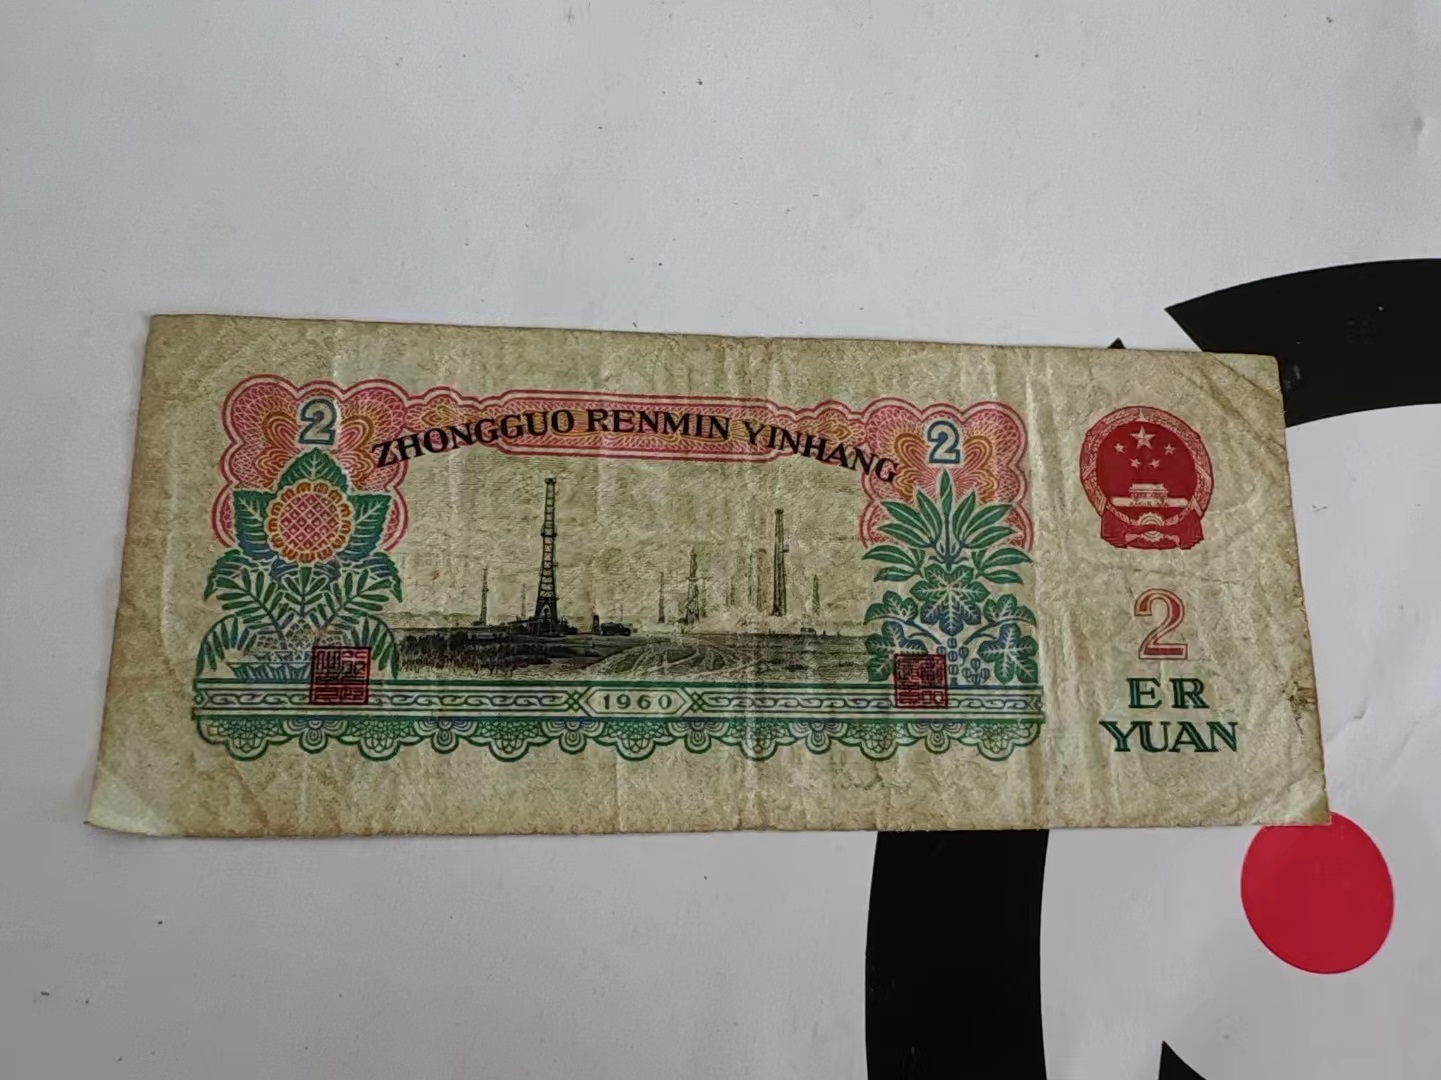 2
ZHONGGUO RENMIN YINHANG
2
1960
2
ER
YUAN